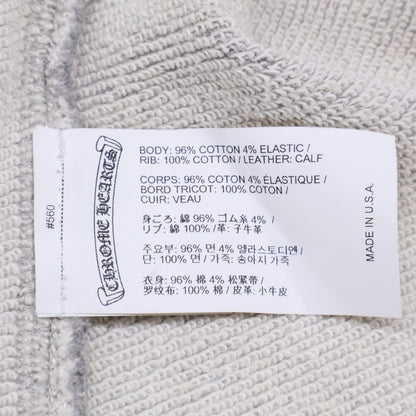 #560
CHROME HEARTS
BODY: 96% COTTON 4% ELASTIC /
RIB: 100% COTTON / LEATHER: CALF
CORPS: 96% COTON 4% ÉLASTIQUE /
BORD TRICOT: 100% COTON /
CUIR: VEAU
身ごろ: 綿 96% ゴム糸 4% /
リブ: 綿 100% /革: 子牛革
주요부: 96% 면 4% 엘라스토디엔/
단: 100% 면 / 가죽: 송아지 가죽
衣身: 96% 棉 4% 松紧带 /
罗纹布: 100% 棉 / 皮革: 小牛皮
MADE IN U.S.A.